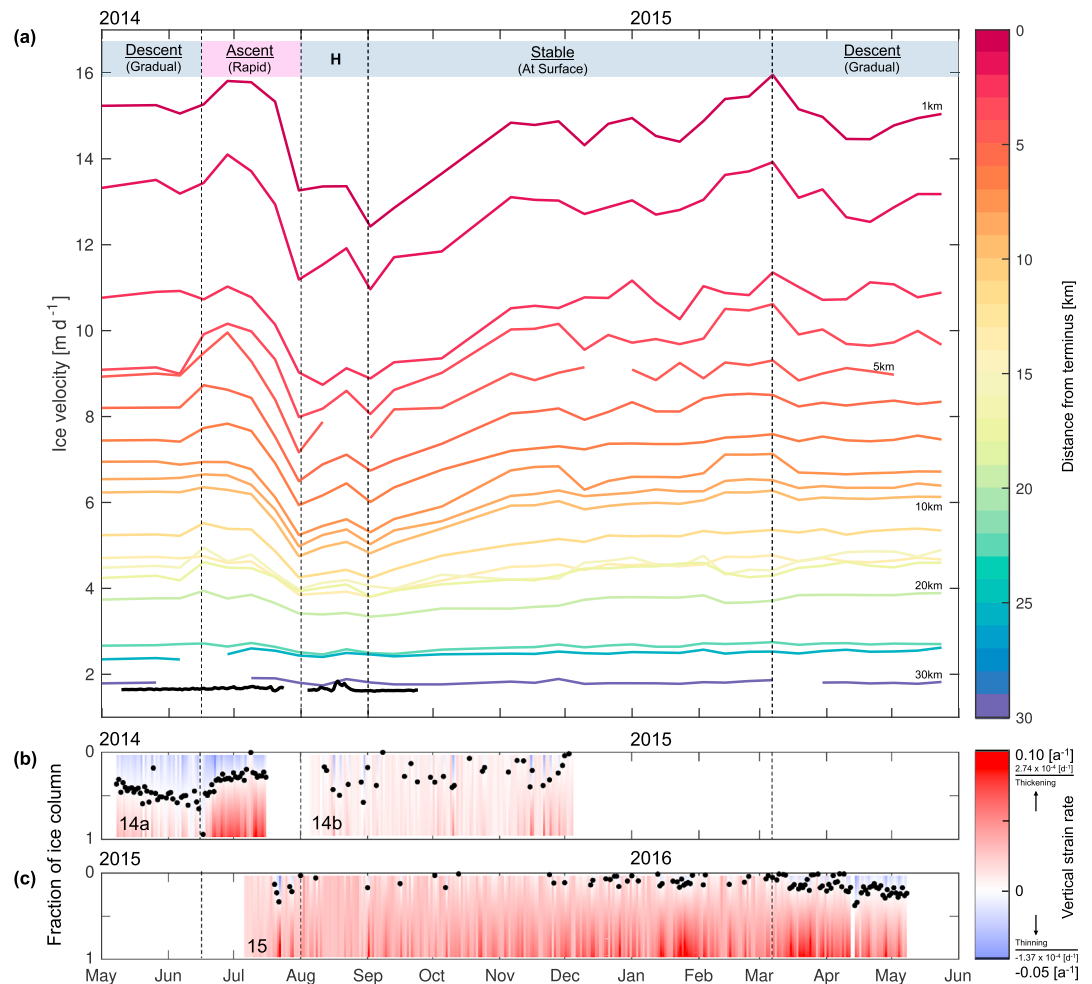 2014
2015
(a)
Descent
(Gradual)
Ascent
(Rapid)
H
Stable
(At Surface)
Descent
(Gradual)
16
14
12
10
8
6
4
2
Ice velocity [m d⁻¹]
1km
5km
10km
20km
30km
0
5
10
15
20
25
30
Distance from terminus [km]
2014
2015
(b)
0
1
14a
14b
2015
2016
(c)
0
1
15
Fraction of ice column
May
Jun
Jul
Aug
Sep
Oct
Nov
Dec
Jan
Feb
Mar
Apr
May
Jun
0.10 [a⁻¹]
2.74 x 10⁻⁴ [d⁻¹]
Thickening
0
Thinning
-1.37 x 10⁻⁴ [d⁻¹]
-0.05 [a⁻¹]
Vertical strain rate